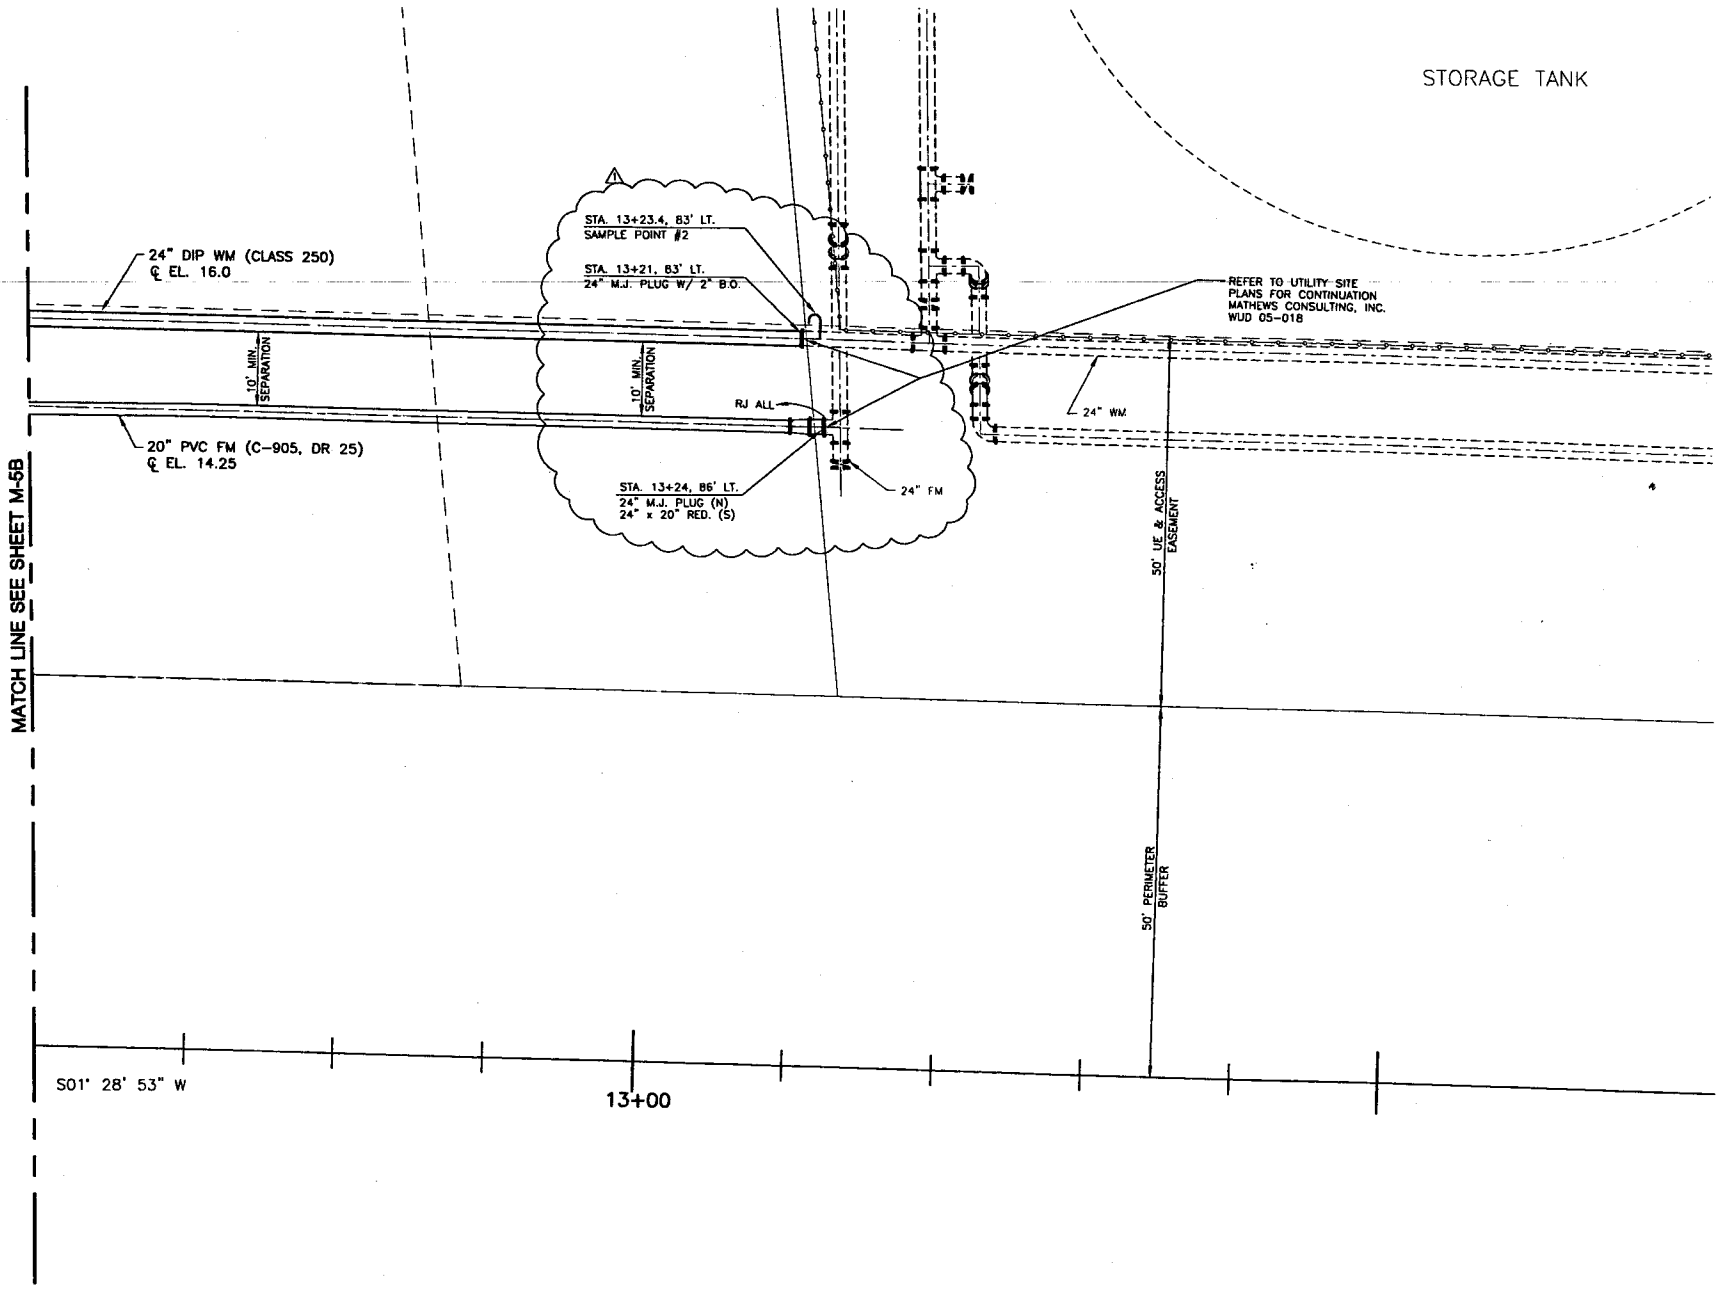 STORAGE TANK
1
STA. 13+23.4, 83' LT.
SAMPLE POINT #2
STA. 13+21, 83' LT.
24" M.J. PLUG W/ 2" B.O.
24" DIP WM (CLASS 250)
℄ EL. 16.0
REFER TO UTILITY SITE
PLANS FOR CONTINUATION
MATHEWS CONSULTING, INC.
WUD 05-018
10' MIN.
SEPARATION
10' MIN.
SEPARATION
RJ ALL
24" WM
20" PVC FM (C-905, DR 25)
℄ EL. 14.25
STA. 13+24, 86' LT.
24" M.J. PLUG (N)
24" x 20" RED. (S)
24" FM
50' UE & ACCESS
EASEMENT
MATCH LINE SEE SHEET M-5B
50' PERIMETER
BUFFER
S01° 28' 53" W
13+00